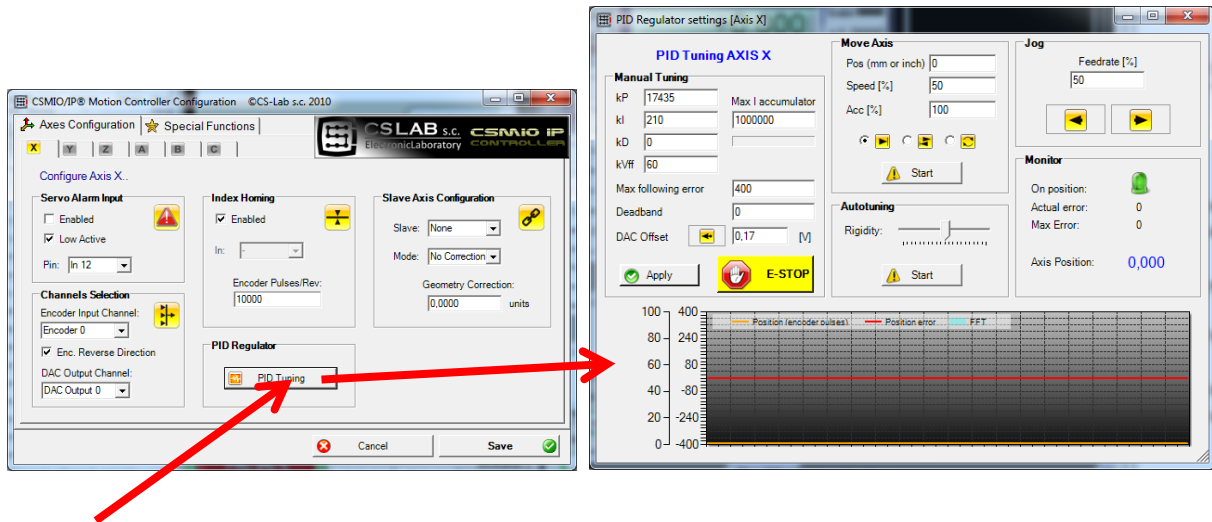 CSMIO/IP® Motion Controller Configuration ©CS-Lab s.c. 2010
Axes Configuration
Special Functions
CSLAB s.c.
ElectronicLaboratory
CSMIO IP
CONTROLLER
X Y Z A B C
Configure Axis X..
Servo Alarm Input
Enabled
Low Active
Pin: In 12
Channels Selection
Encoder Input Channel:
Encoder 0
Enc. Reverse Direction
DAC Output Channel:
DAC Output 0
Index Homing
Enabled
In: -
Encoder Pulses/Rev:
10000
PID Regulator
PID Tuning
Slave Axis Configuration
Slave: None
Mode: No Correction
Geometry Correction:
0,0000 units
Cancel
Save
PID Regulator settings [Axis X]
PID Tuning AXIS X
Manual Tuning
kP 17435
Max I accumulator
kI 210 1000000
kD 0
kVff 60
Max following error 400
Deadband 0
DAC Offset 0,17 [V]
Apply
E-STOP
Move Axis
Pos (mm or inch) 0
Speed [%] 50
Acc [%] 100
Start
Autotuning
Rigidity:
Start
Jog
Feedrate [%]
50
Monitor
On position:
Actual error: 0
Max Error: 0
Axis Position: 0,000
Position (encoder pulses) Position error FFT
100 400
80 240
60 80
40 -80
20 -240
0 -400